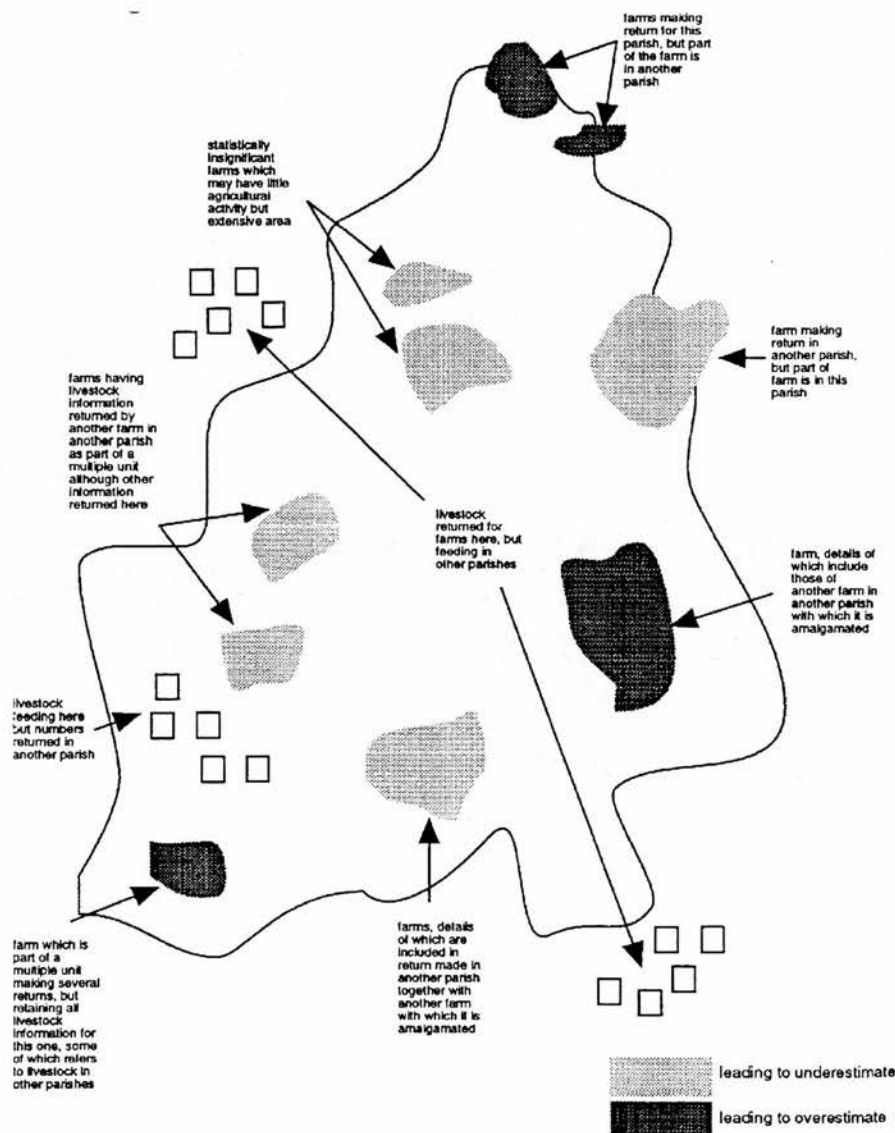 farms making
return for this
parish, but part
of the farm is
in another
parish
statistically
insignificant
farms which
may have little
agricultural
activity but
extensive area
farm making
return in
another parish,
but part of
farm is in this
parish
farms having
livestock
information
returned by
another farm in
another parish
as part of a
multiple unit
although other
information
returned here
livestock
returned for
farms here, but
feeding in
other parishes
farm, details of
which include
those of
another farm in
another parish
with which it is
amalgamated
livestock
feeding here
but numbers
returned in
another parish
farm which is
part of a
multiple unit
making several
returns, but
retaining all
livestock
information for
this one, some
of which refers
to livestock in
other parishes
farms, details
of which are
included in
return made in
another parish
together with
another farm
with which it is
amalgamated
leading to underestimate
leading to overestimate